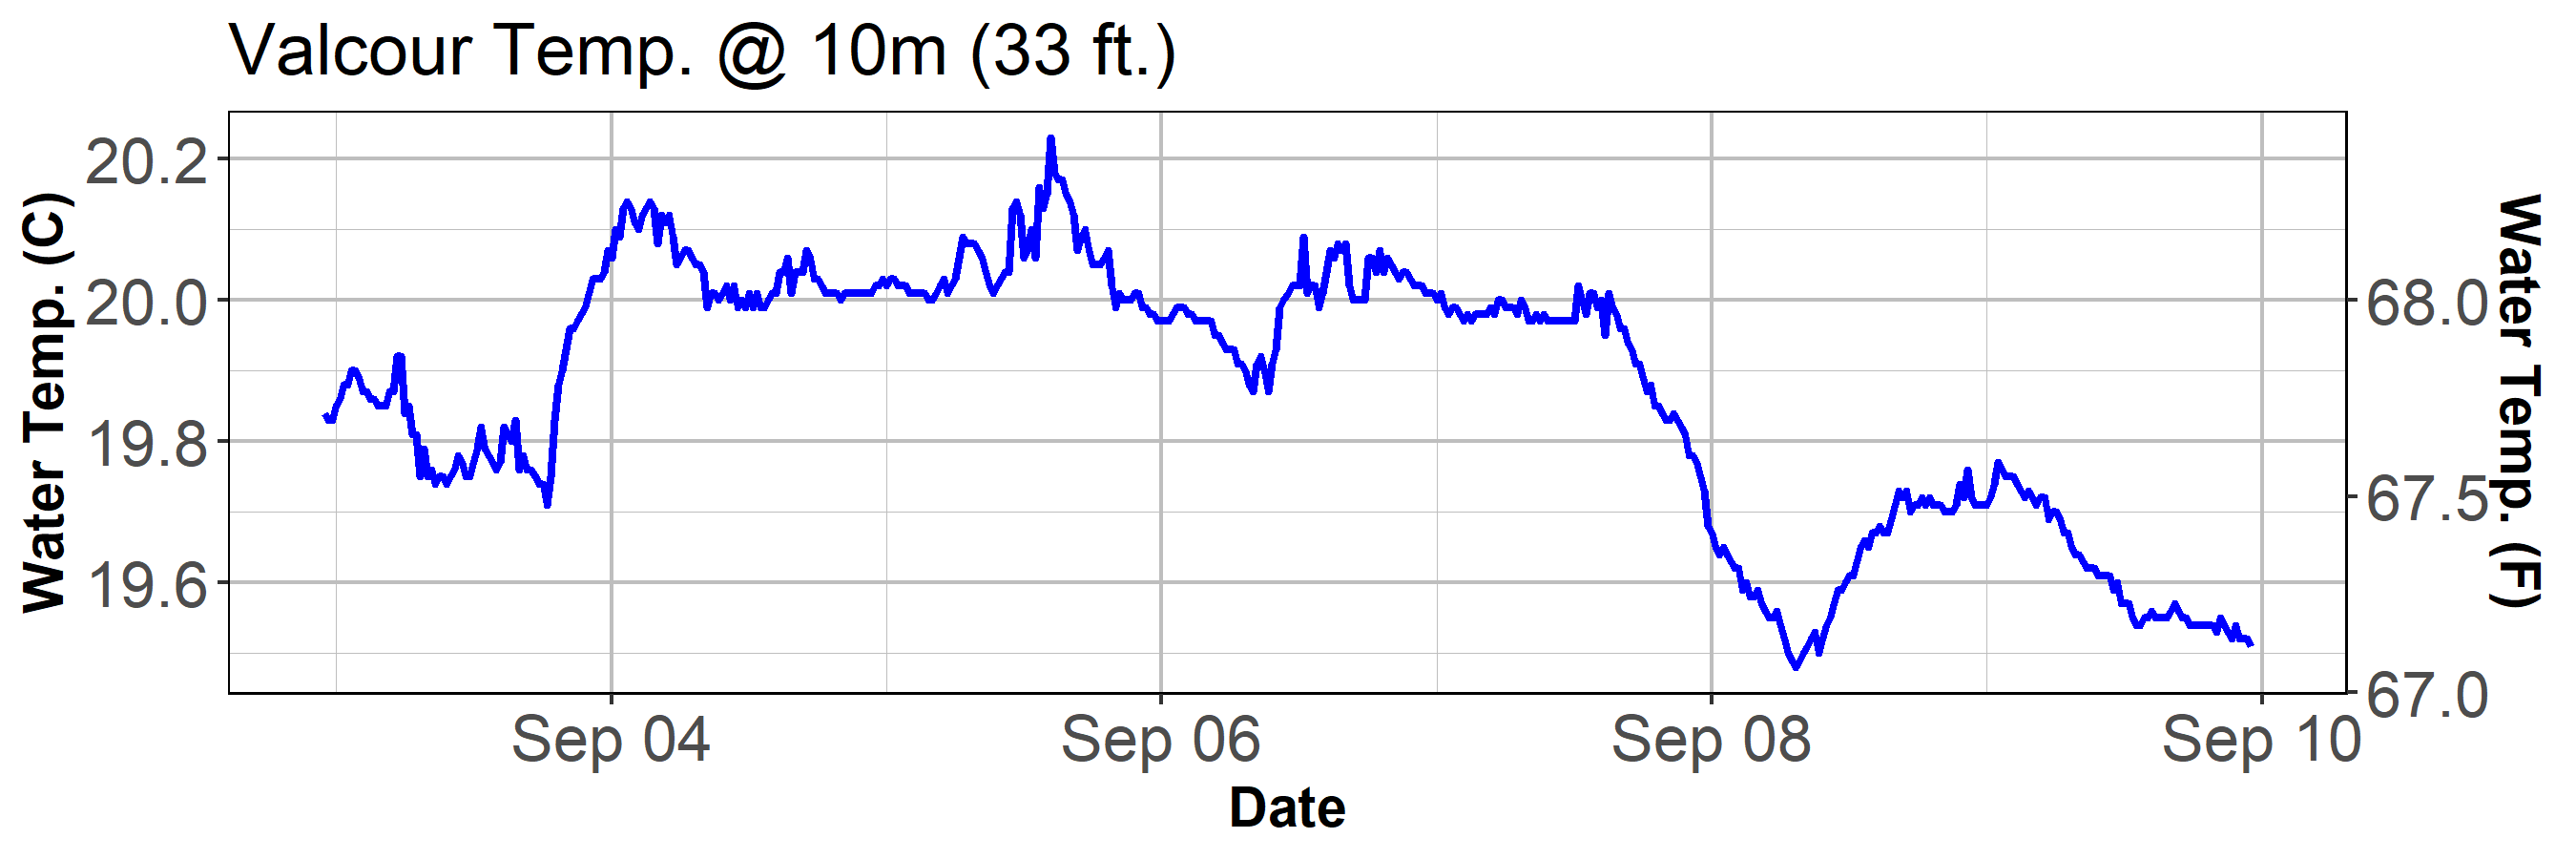 Valcour Temp. @ 10m (33 ft.)
Water Temp. (C)
20.2
20.0
19.8
19.6
68.0
67.5
67.0
Water Temp. (F)
Sep 04 Sep 06 Sep 08 Sep 10
Date